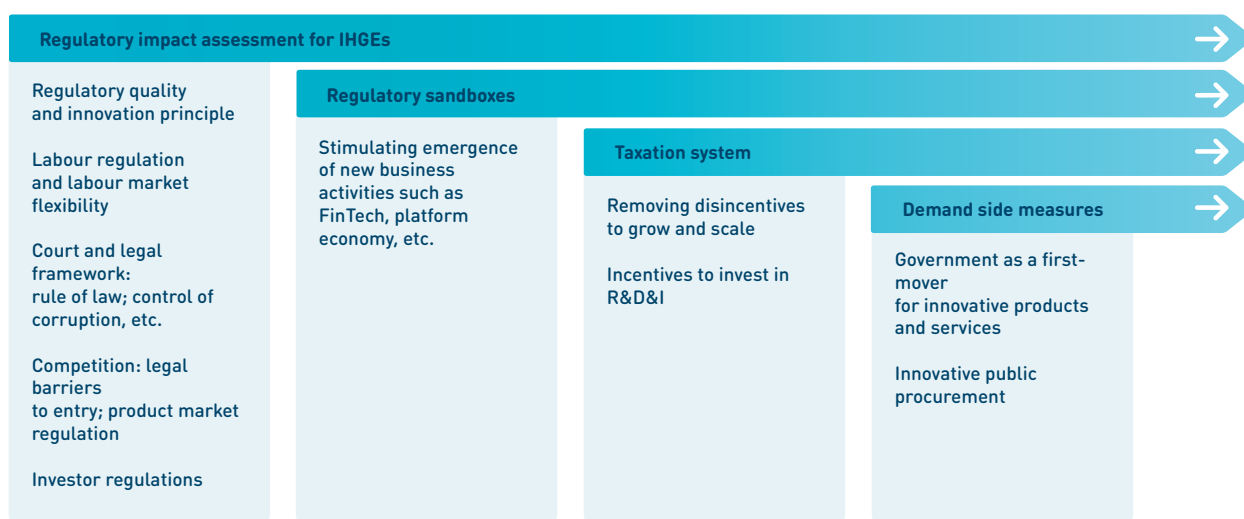 Regulatory impact assessment for IHGEs
Regulatory quality
and innovation principle
Labour regulation
and labour market
flexibility
Court and legal
framework:
rule of law; control of
corruption, etc.
Competition: legal
barriers
to entry; product market
regulation
Investor regulations
Regulatory sandboxes
Stimulating emergence
of new business
activities such as
FinTech, platform
economy, etc.
Taxation system
Removing disincentives
to grow and scale
Incentives to invest in
R&D&I
Demand side measures
Government as a first-
mover
for innovative products
and services
Innovative public
procurement